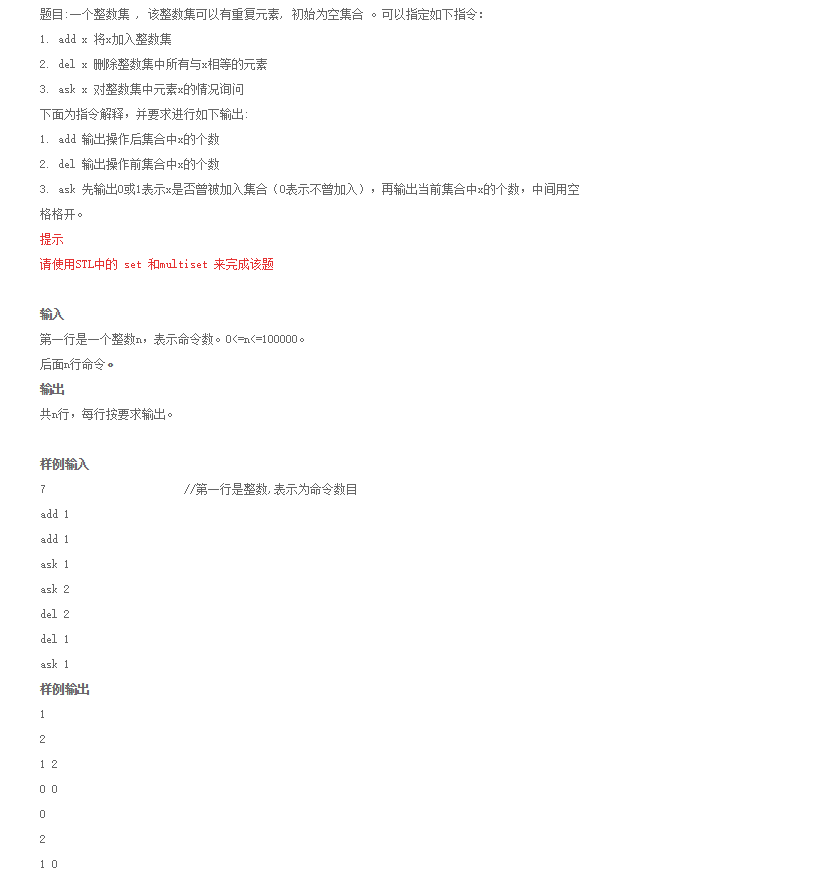 题目:一个整数集 , 该整数集可以有重复元素, 初始为空集合 。可以指定如下指令:
1. add x 将x加入整数集
2. del x 删除整数集中所有与x相等的元素
3. ask x 对整数集中元素x的情况询问
下面为指令解释，并要求进行如下输出:
1. add 输出操作后集合中x的个数
2. del 输出操作前集合中x的个数
3. ask 先输出0或1表示x是否曾被加入集合（0表示不曾加入），再输出当前集合中x的个数，中间用空
格格开。
提示
请使用STL中的 set 和multiset 来完成该题
输入
第一行是一个整数n，表示命令数。0<=n<=100000。
后面n行命令。
输出
共n行，每行按要求输出。
样例输入
7 //第一行是整数,表示为命令数目
add 1
add 1
ask 1
ask 2
del 2
del 1
ask 1
样例输出
1
2
1 2
0 0
0
2
1 0